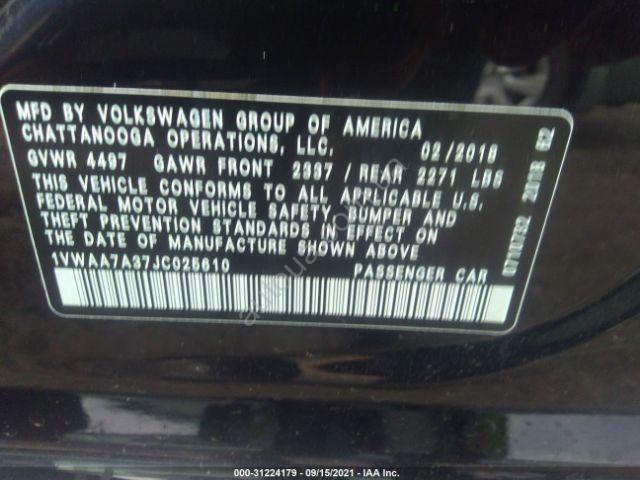 MFD BY VOLKSWAGEN GROUP OF AMERICA
CHATTANOOGA OPERATIONS, LLC, 02/2018
GVWR 4497 GAWR FRONT 2337 / REAR 2271 LBS
THIS VEHICLE CONFORMS TO ALL APPLICABLE U.S.
FEDERAL MOTOR VEHICLE SAFETY, BUMPER AND
THEFT PREVENTION STANDARDS IN EFFECT ON
THE DATE OF MANUFACTURE SHOWN ABOVE
1VWAA7A37JC025610 PASSENGER CAR
000-31224179 - 09/15/2021 - IAA Inc.